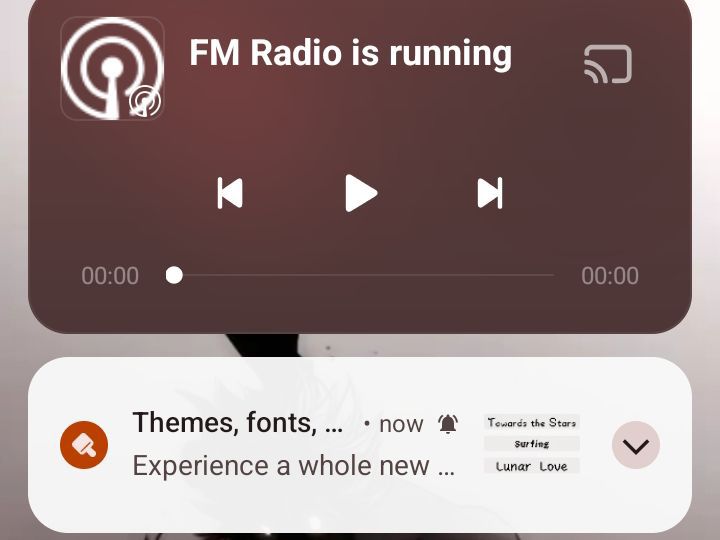 FM Radio is running
00:00 00:00
Themes, fonts, ... • now
Experience a whole new ...
Towards the Stars
Surfing
Lunar Love